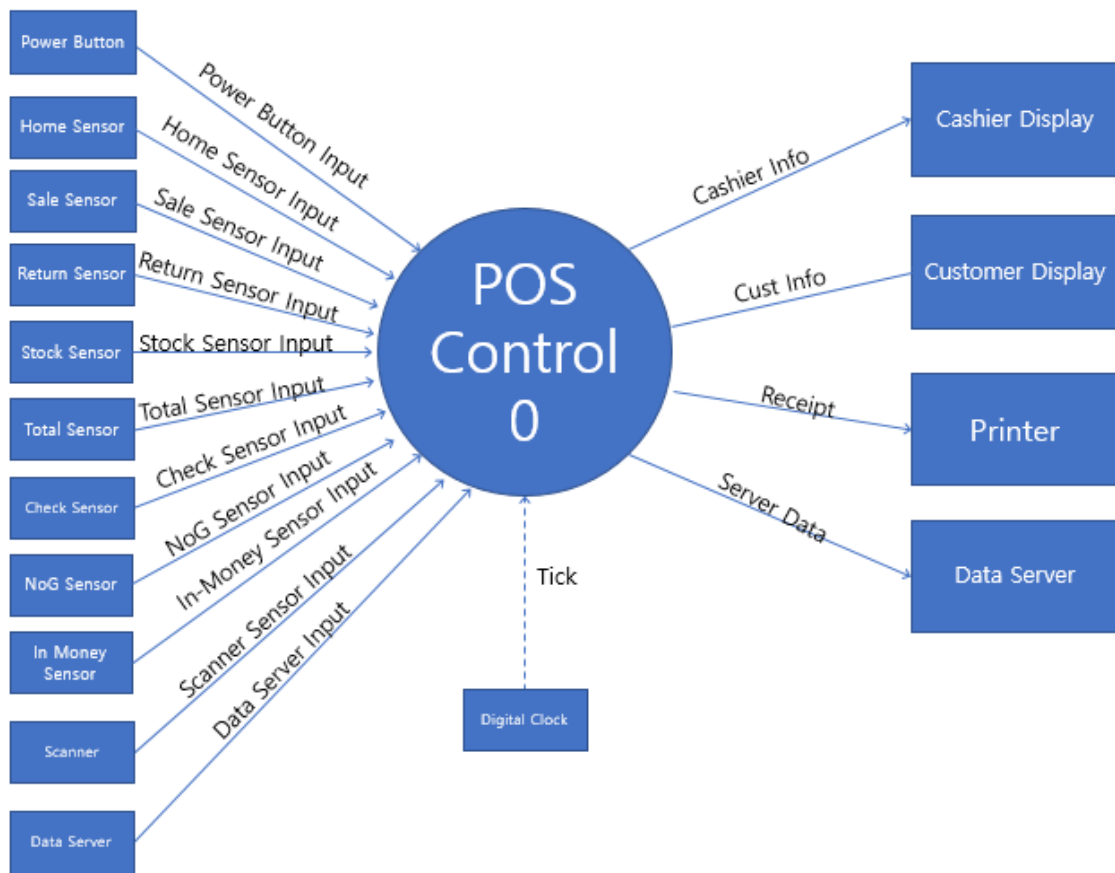 Power Button
Home Sensor
Sale Sensor
Return Sensor
Stock Sensor
Total Sensor
Check Sensor
NoG Sensor
In Money
Sensor
Scanner
Data Server
Power Button Input
Home Sensor Input
Sale Sensor Input
Return Sensor Input
Stock Sensor Input
Total Sensor Input
Check Sensor Input
NoG Sensor Input
In-Money Sensor Input
Scanner Sensor Input
Data Server Input
POS
Control
0
Tick
Digital Clock
Cashier Info
Cust Info
Receipt
Server Data
Cashier Display
Customer Display
Printer
Data Server